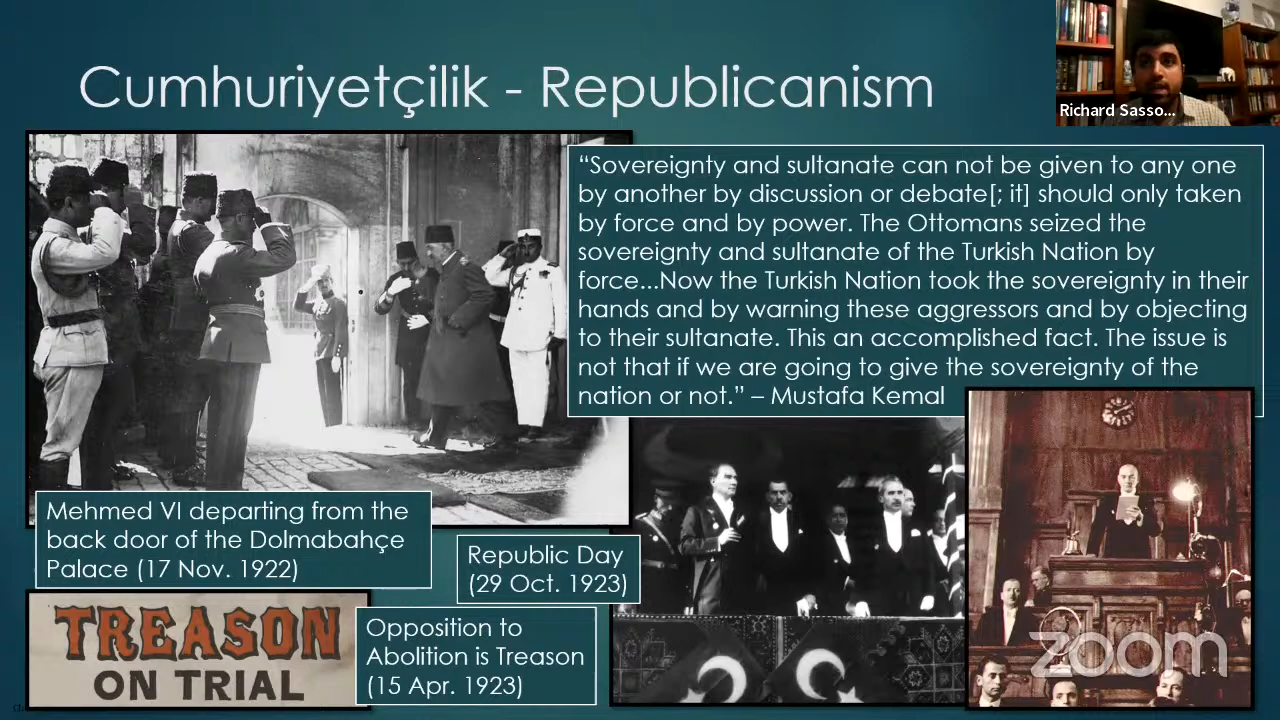 Cumhuriyetçilik - Republicanism
Richard Sasso...
“Sovereignty and sultanate can not be given to any one
by another by discussion or debate[; it] should only taken
by force and by power. The Ottomans seized the
sovereignty and sultanate of the Turkish Nation by
force...Now the Turkish Nation took the sovereignty in their
hands and by warning these aggressors and by objecting
to their sultanate. This an accomplished fact. The issue is
not that if we are going to give the sovereignty of the
nation or not.” – Mustafa Kemal
Mehmed VI departing from the
back door of the Dolmabahçe
Palace (17 Nov. 1922)
Republic Day
(29 Oct. 1923)
TREASON
ON TRIAL
Opposition to
Abolition is Treason
(15 Apr. 1923)
zoom